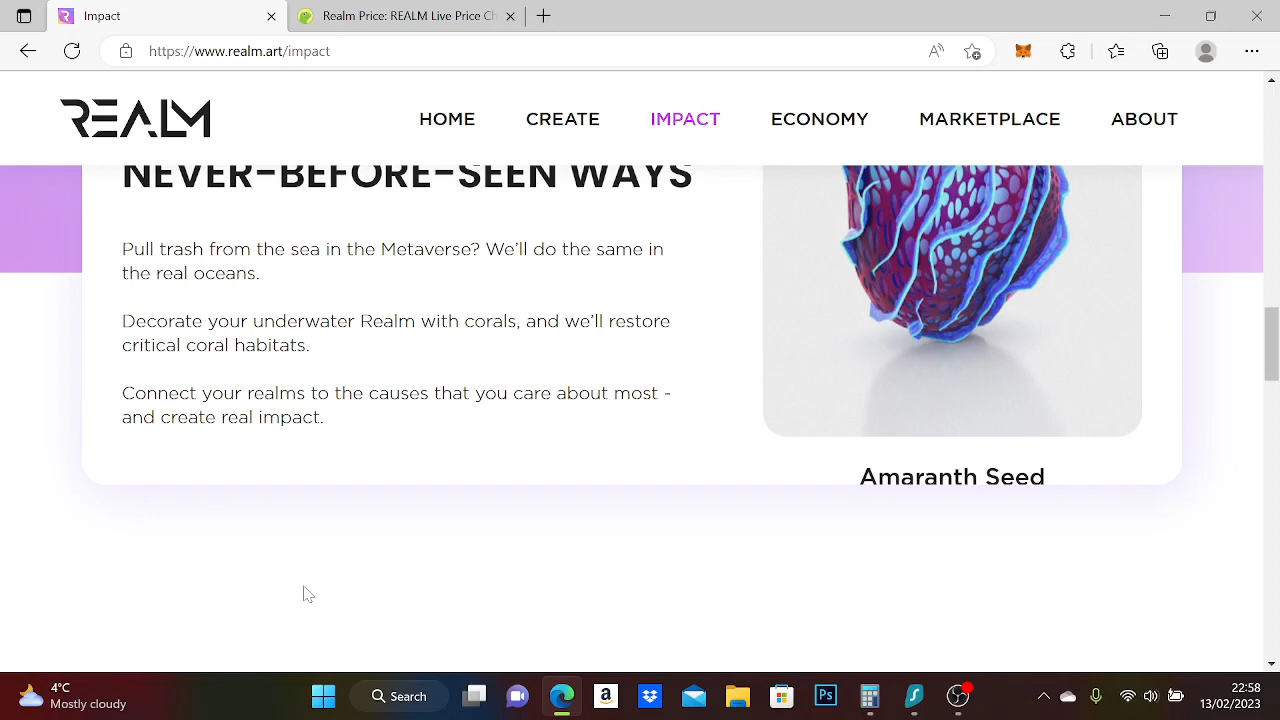 Impact
Realm Price: REALM Live Price Ch
https://www.realm.art/impact
REALM
HOME
CREATE
IMPACT
ECONOMY
MARKETPLACE
ABOUT
NEVER-BEFORE-SEEN WAYS
Pull trash from the sea in the Metaverse? We'll do the same in
the real oceans.
Decorate your underwater Realm with corals, and we'll restore
critical coral habitats.
Connect your realms to the causes that you care about most -
and create real impact.
Amaranth Seed
4°C
Mostly cloudy
Search
a
Ps
22:58
13/02/2023